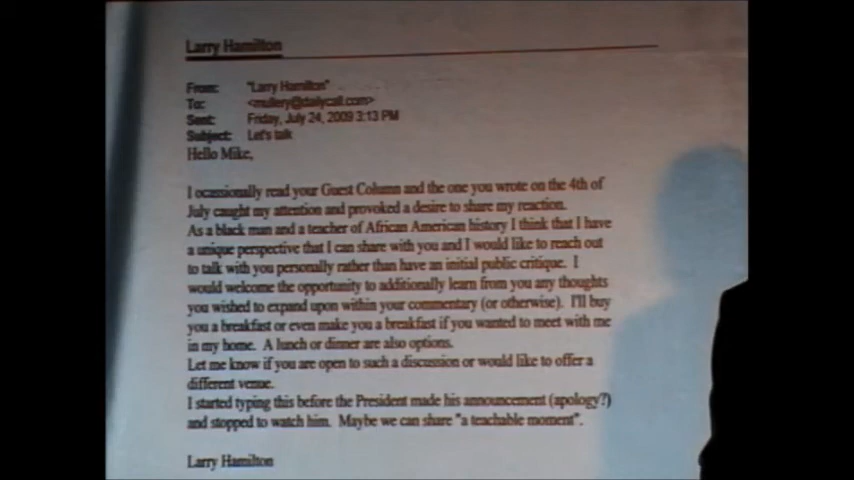 Larry Hamilton
From: "Larry Hamilton"
To: <mullery@dailycall.com>
Sent: Friday, July 24, 2009 3:13 PM
Subject: Let's talk
Hello Mike,
I ocassionally read your Guest Column and the one you wrote on the 4th of
July caught my attention and provoked a desire to share my reaction.
As a black man and a teacher of African American history I think that I have
a unique perspective that I can share with you and I would like to reach out
to talk with you personally rather than have an initial public critique. I
would welcome the opportunity to additionally learn from you any thoughts
you wished to expand upon within your commentary (or otherwise). I'll buy
you a breakfast or even make you a breakfast if you wanted to meet with me
in my home. A lunch or dinner are also options.
Let me know if you are open to such a discussion or would like to offer a
different venue.
I started typing this before the President made his announcement (apology?)
and stopped to watch him. Maybe we can share "a teachable moment".
Larry Hamilton